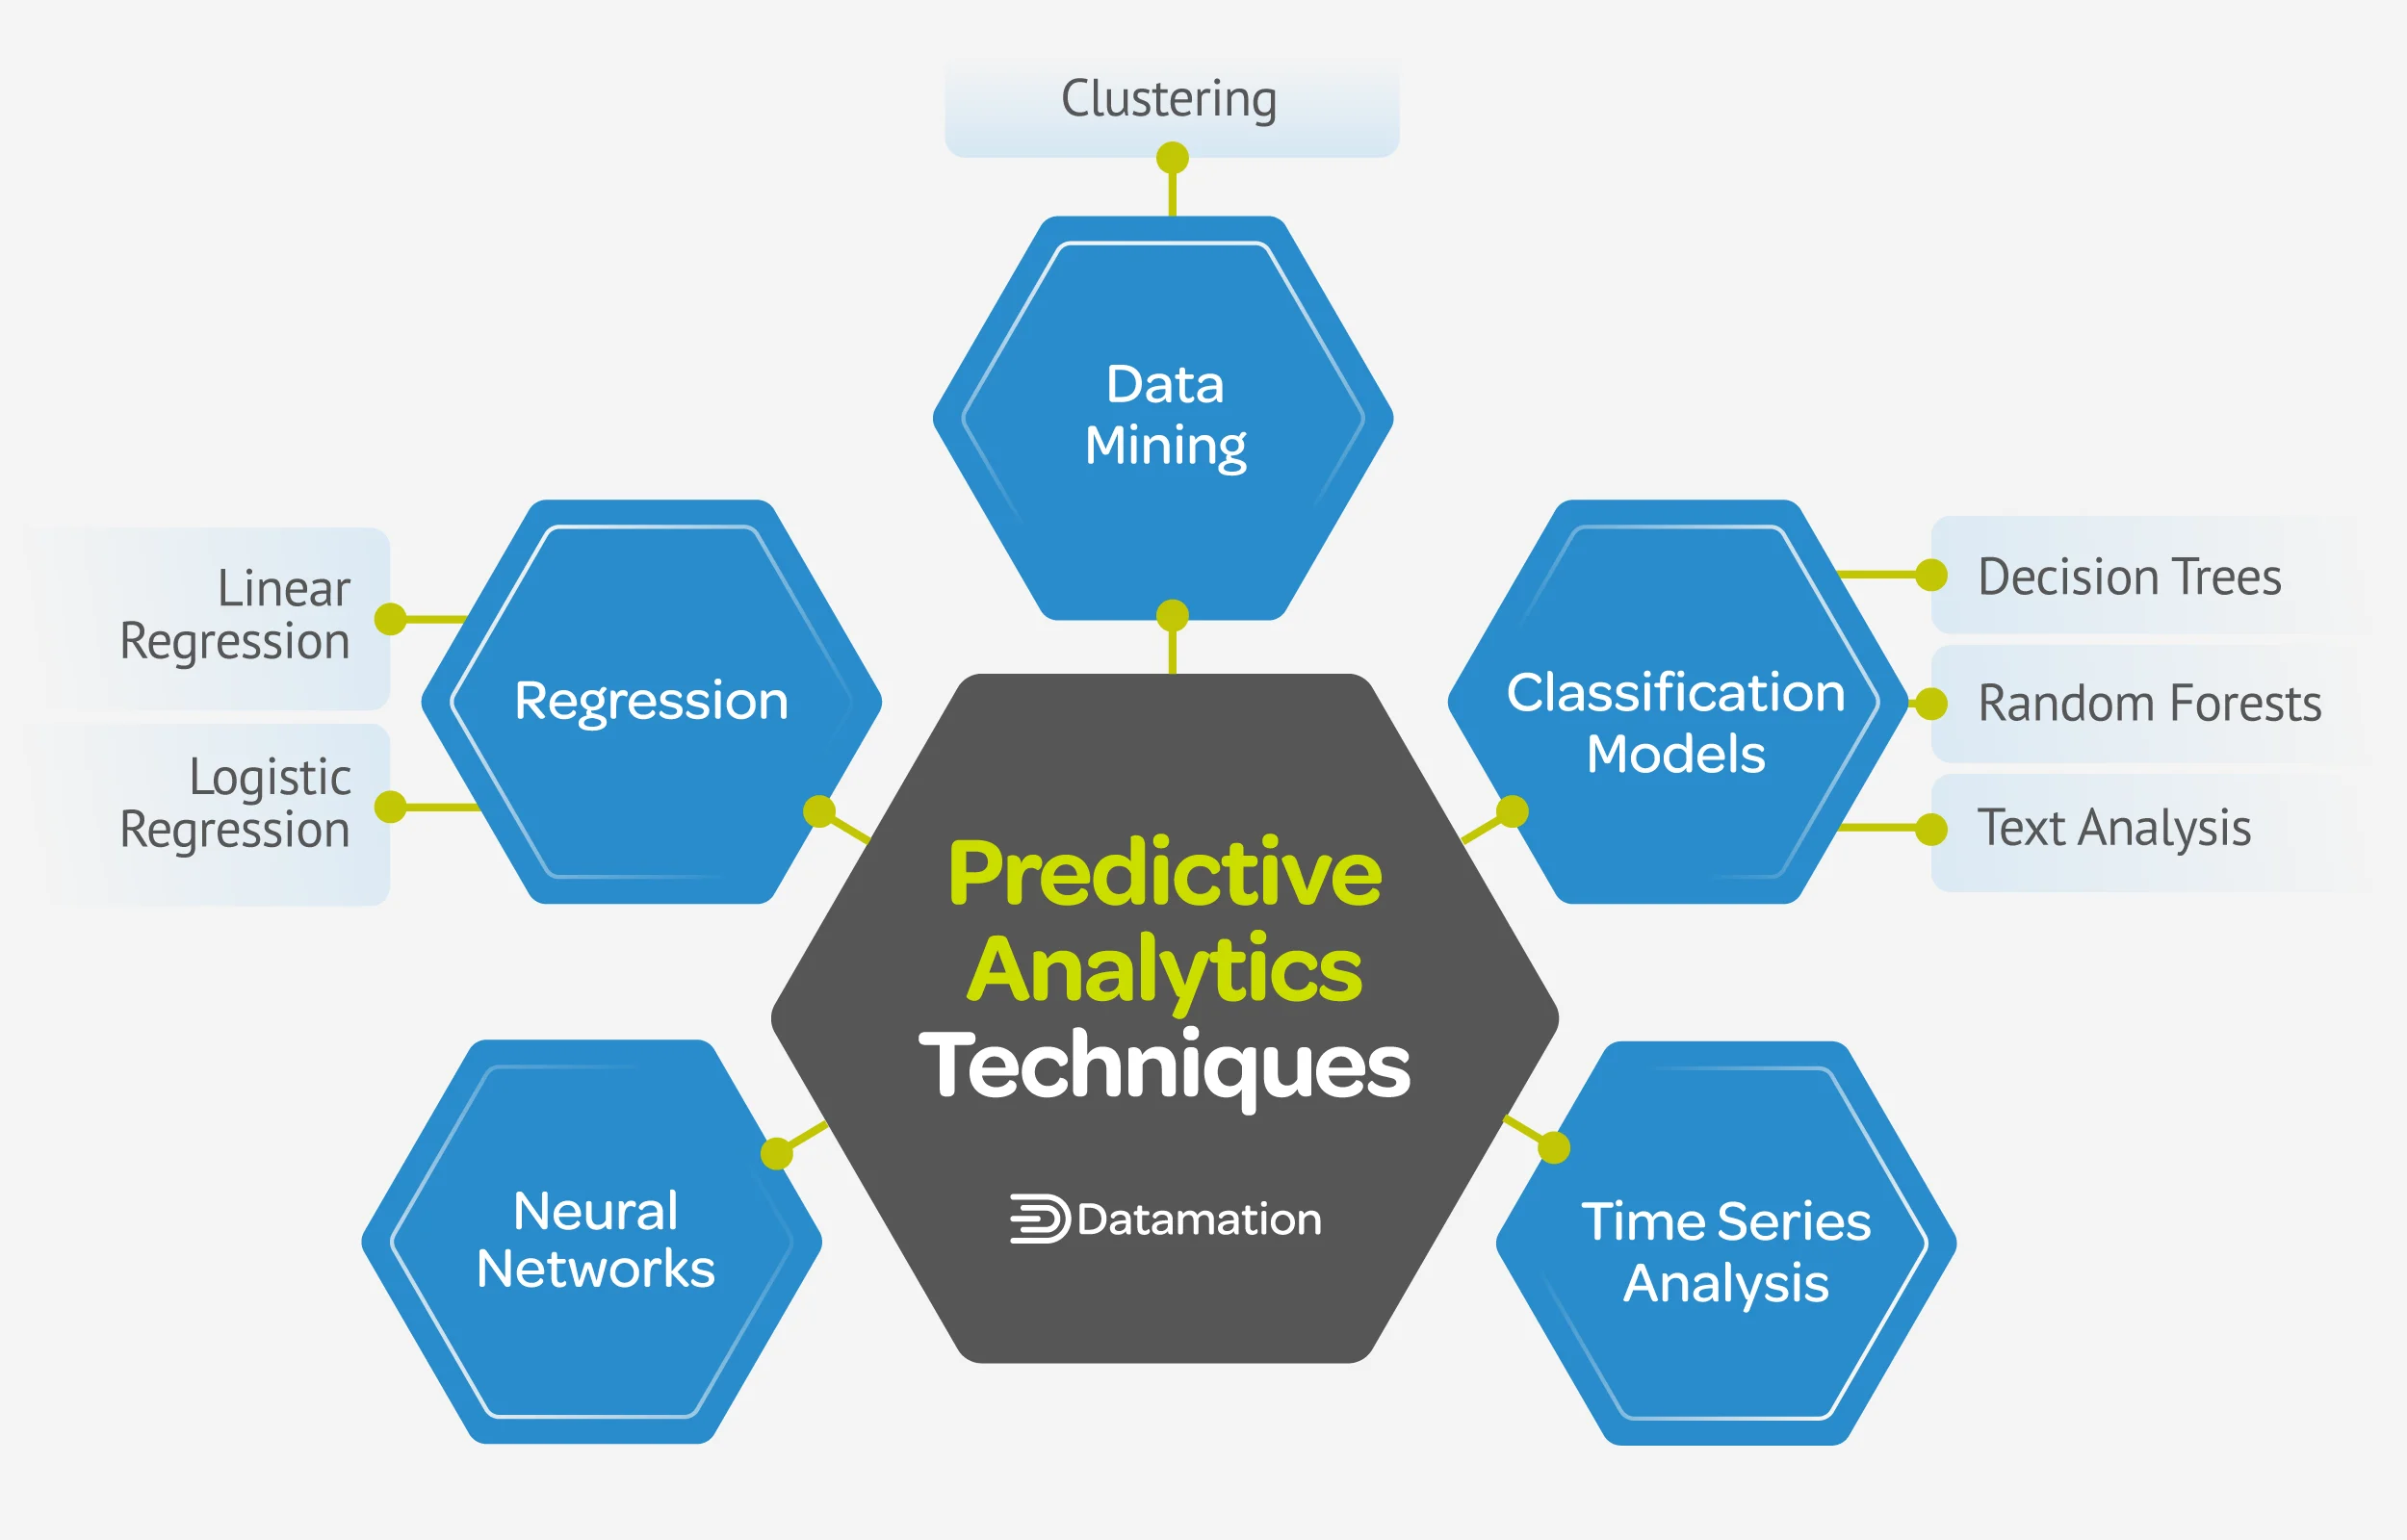 Clustering
Data
Mining
Linear
Regression
Logistic
Regression
Regression
Classification
Models
Decision Trees
Random Forests
Text Analysis
Predictive
Analytics
Techniques
Datamation
Neural
Networks
Time Series
Analysis